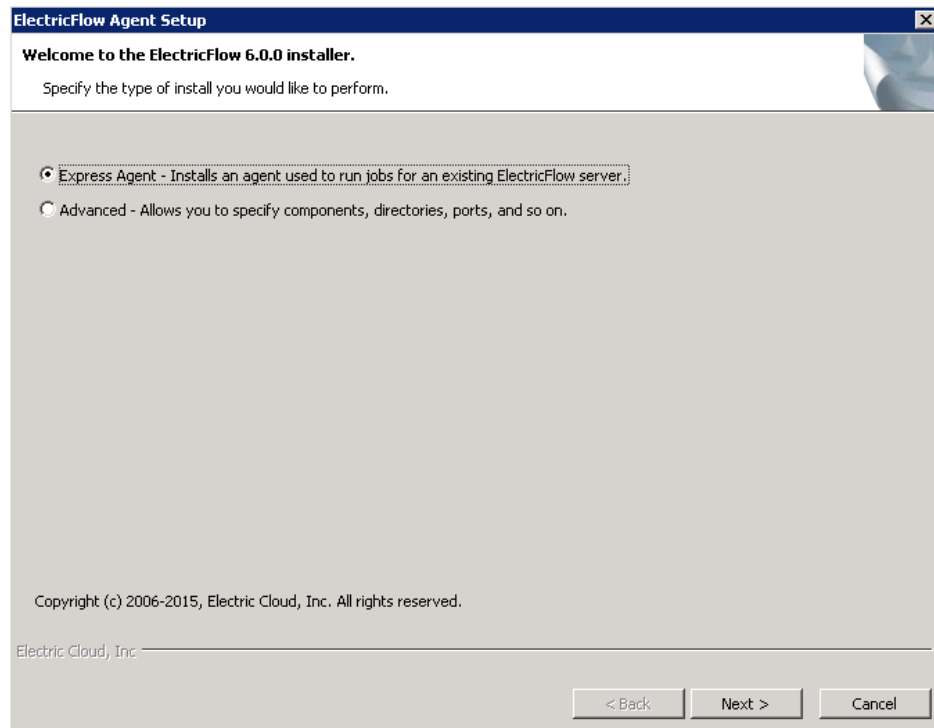 ElectricFlow Agent Setup
Welcome to the ElectricFlow 6.0.0 installer.
Specify the type of install you would like to perform.
Express Agent - Installs an agent used to run jobs for an existing ElectricFlow server.
Advanced - Allows you to specify components, directories, ports, and so on.
Copyright (c) 2006-2015, Electric Cloud, Inc. All rights reserved.
Electric Cloud, Inc
< Back Next > Cancel